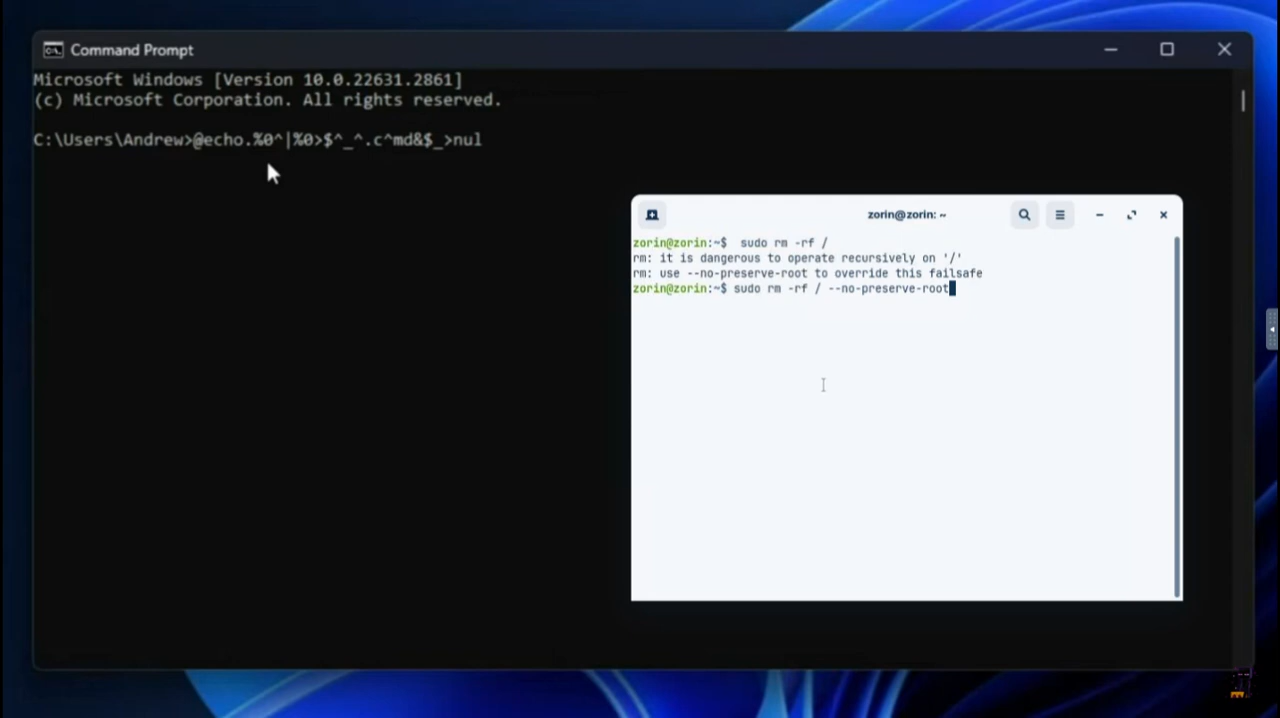 Command Prompt
Microsoft Windows [Version 10.0.22631.2861]
(c) Microsoft Corporation. All rights reserved.
C:\Users\Andrew>@echo.%0^|%0>$^_^.c^md&$_>nul
zorin@zorin: ~
zorin@zorin:~$  sudo rm -rf /
rm: it is dangerous to operate recursively on '/'
rm: use --no-preserve-root to override this failsafe
zorin@zorin:~$ sudo rm -rf / --no-preserve-root